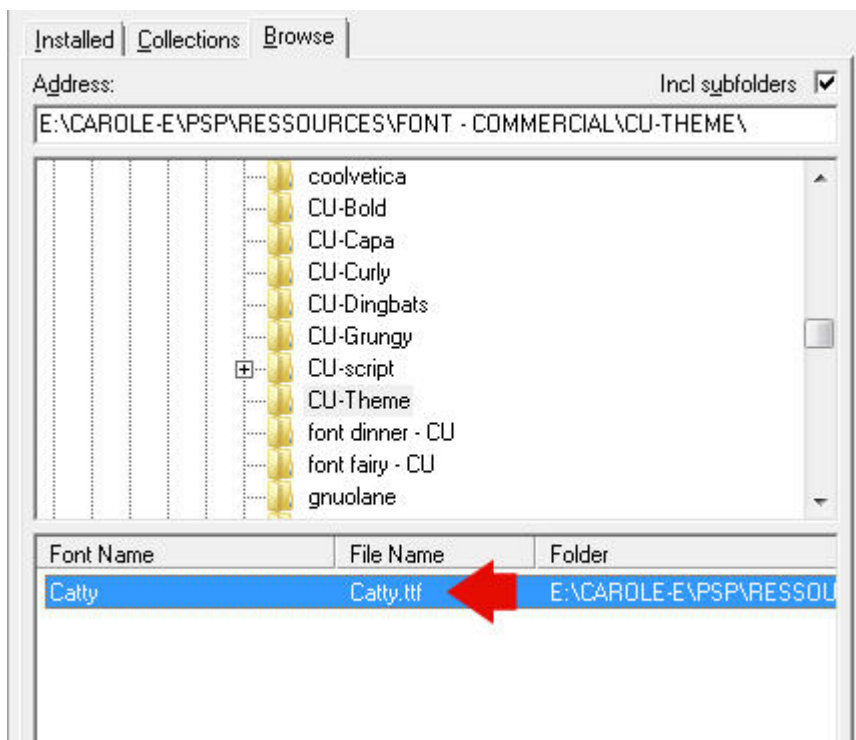 Installed Collections Browse
Address: Incl subfolders
E:\CAROLE-E\PSP\RESSOURCES\FONT - COMMERCIAL\CU-THEME\
coolvetica
CU-Bold
CU-Capa
CU-Curly
CU-Dingbats
CU-Grungy
CU-script
CU-Theme
font dinner - CU
font fairy - CU
gnuolane
Font Name File Name Folder
Catty Catty.ttf E:\CAROLE-E\PSP\RESSOU